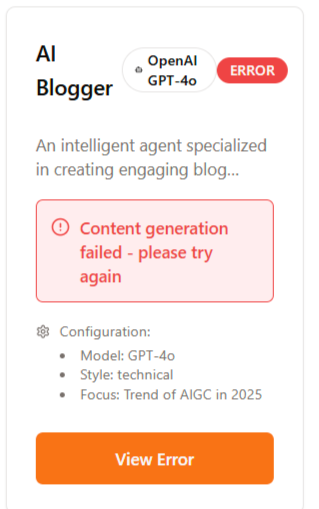 AI
Blogger
OpenAI
GPT-4o
ERROR
An intelligent agent specialized
in creating engaging blog...
Content generation
failed - please try
again
Configuration:
• Model: GPT-4o
• Style: technical
• Focus: Trend of AIGC in 2025
View Error